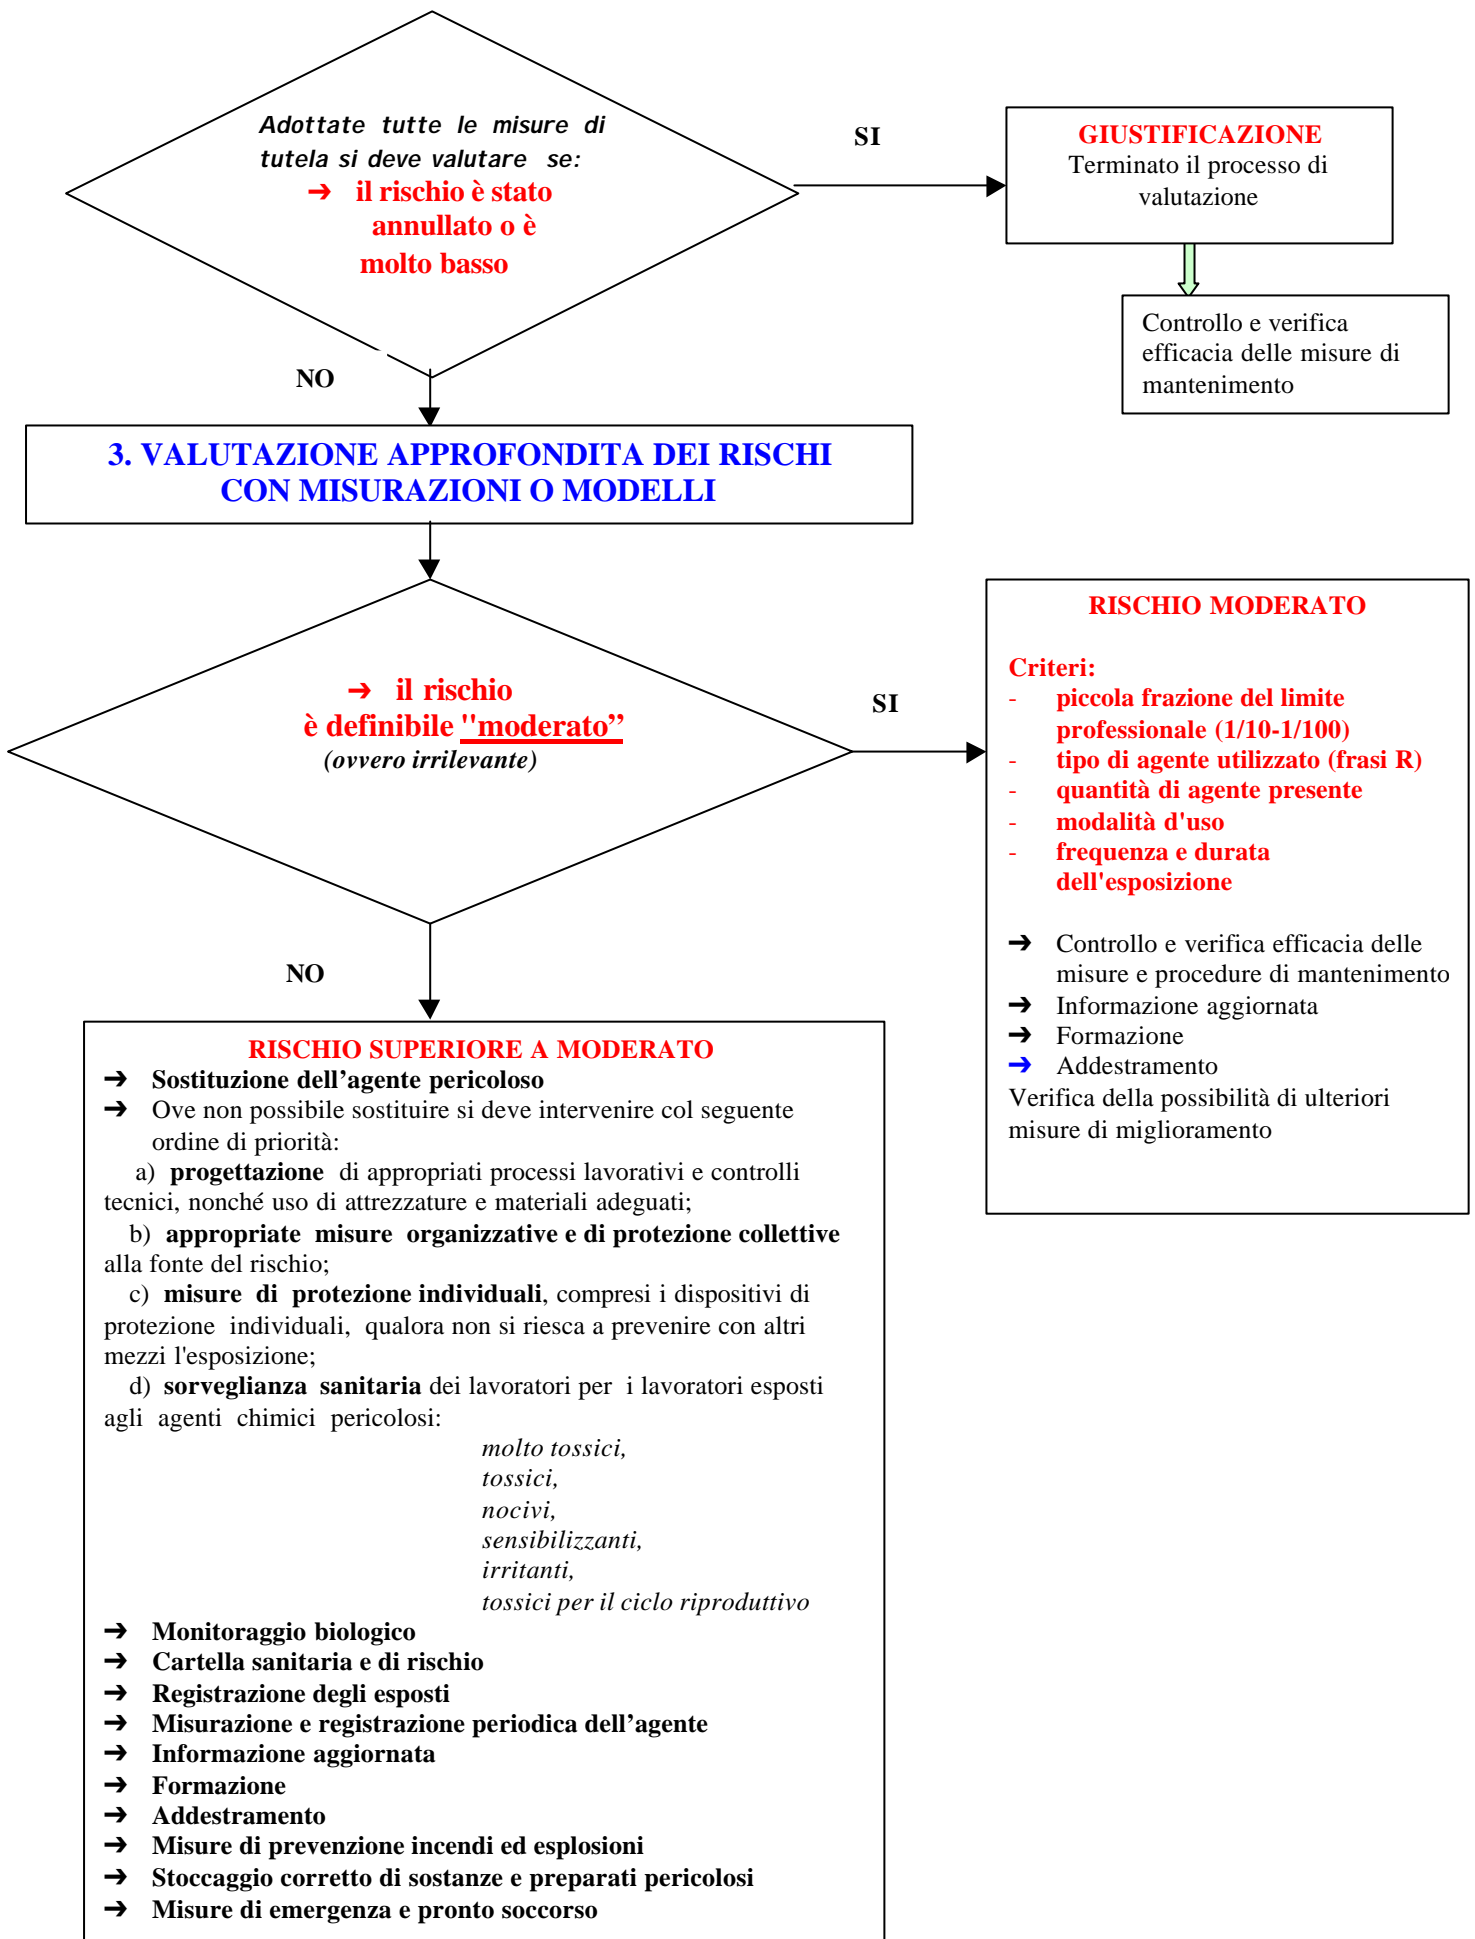 Adottate tutte le misure di
tutela si deve valutare se:
➔ il rischio è stato
annullato o è
molto basso
SI
GIUSTIFICAZIONE
Terminato il processo di
valutazione
Controllo e verifica
efficacia delle misure di
mantenimento
NO
3. VALUTAZIONE APPROFONDITA DEI RISCHI
CON MISURAZIONI O MODELLI
➔ il rischio
è definibile "moderato”
(ovvero irrilevante)
SI
RISCHIO MODERATO
Criteri:
- piccola frazione del limite
professionale (1/10-1/100)
- tipo di agente utilizzato (frasi R)
- quantità di agente presente
- modalità d'uso
- frequenza e durata
dell'esposizione
➔ Controllo e verifica efficacia delle
misure e procedure di mantenimento
➔ Informazione aggiornata
➔ Formazione
➔ Addestramento
Verifica della possibilità di ulteriori
misure di miglioramento
NO
RISCHIO SUPERIORE A MODERATO
➔ Sostituzione dell’agente pericoloso
➔ Ove non possibile sostituire si deve intervenire col seguente
ordine di priorità:
a) progettazione di appropriati processi lavorativi e controlli
tecnici, nonché uso di attrezzature e materiali adeguati;
b) appropriate misure organizzative e di protezione collettive
alla fonte del rischio;
c) misure di protezione individuali, compresi i dispositivi di
protezione individuali, qualora non si riesca a prevenire con altri
mezzi l'esposizione;
d) sorveglianza sanitaria dei lavoratori per i lavoratori esposti
agli agenti chimici pericolosi:
molto tossici,
tossici,
nocivi,
sensibilizzanti,
irritanti,
tossici per il ciclo riproduttivo
➔ Monitoraggio biologico
➔ Cartella sanitaria e di rischio
➔ Registrazione degli esposti
➔ Misurazione e registrazione periodica dell’agente
➔ Informazione aggiornata
➔ Formazione
➔ Addestramento
➔ Misure di prevenzione incendi ed esplosioni
➔ Stoccaggio corretto di sostanze e preparati pericolosi
➔ Misure di emergenza e pronto soccorso